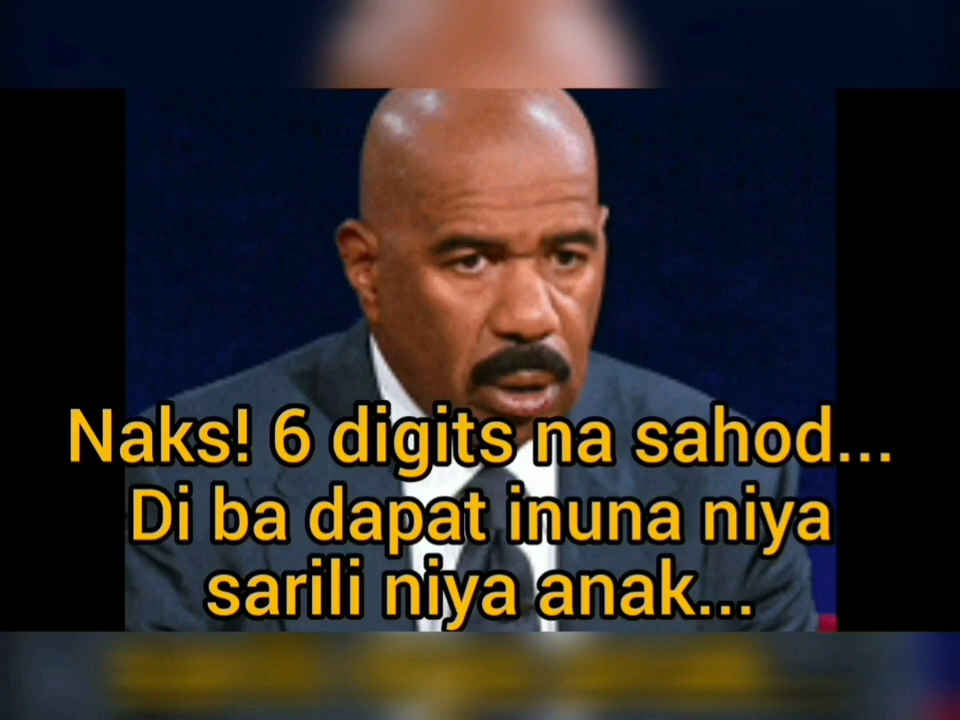 Naks! 6 digits na sahod...
Di ba dapat inuna niya
sarili niya anak...